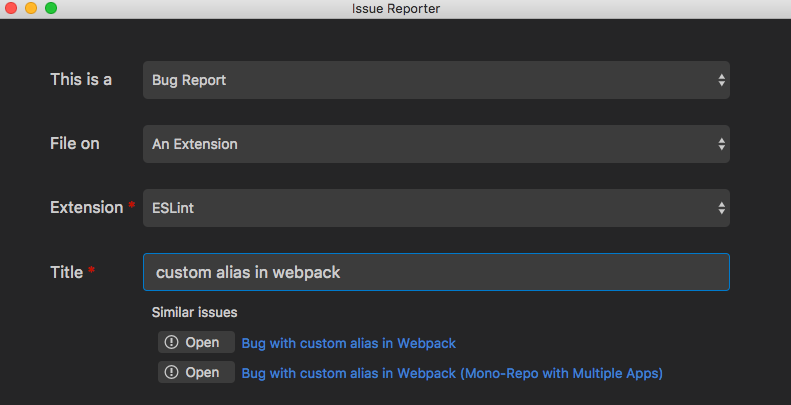 Issue Reporter
This is a Bug Report
File on An Extension
Extension * ESLint
Title * custom alias in webpack
Similar issues
Open Bug with custom alias in Webpack
Open Bug with custom alias in Webpack (Mono-Repo with Multiple Apps)